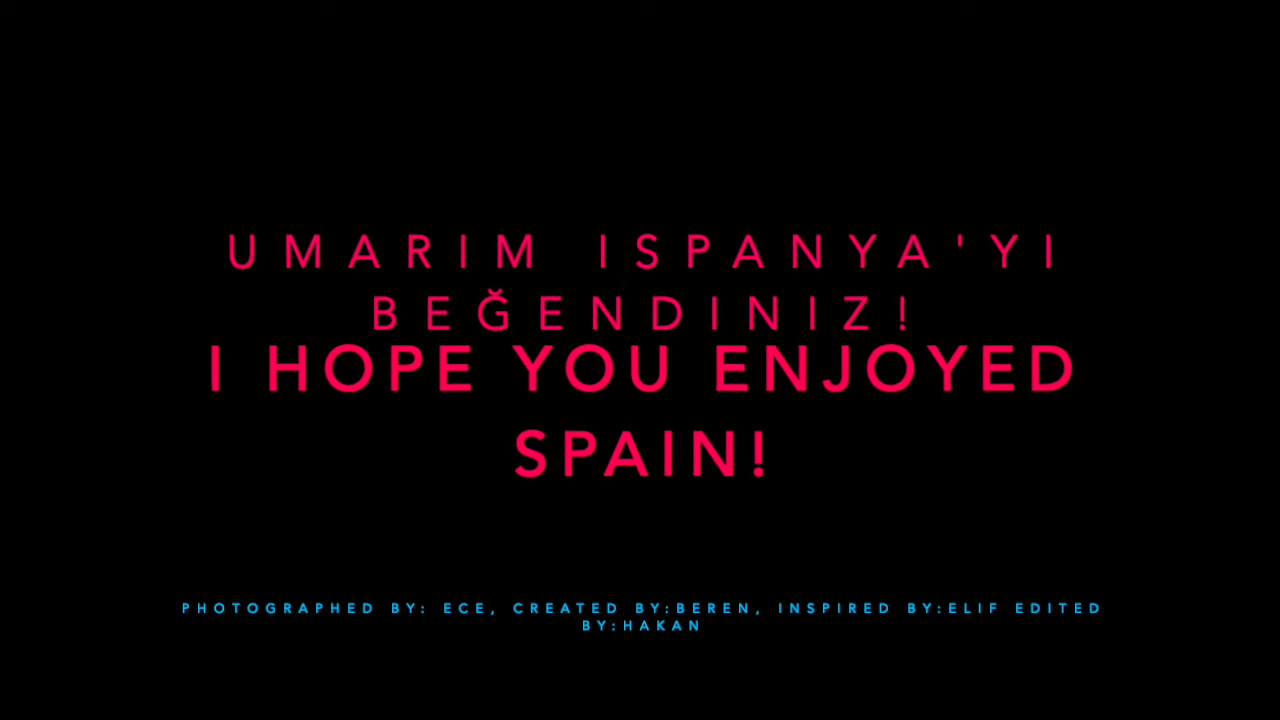 UMARIM ISPANYA'YI
BEĞENDINIZ!
I HOPE YOU ENJOYED
SPAIN!
PHOTOGRAPHED BY: ECE, CREATED BY:BEREN, INSPIRED BY:ELIF EDITED
BY:HAKAN